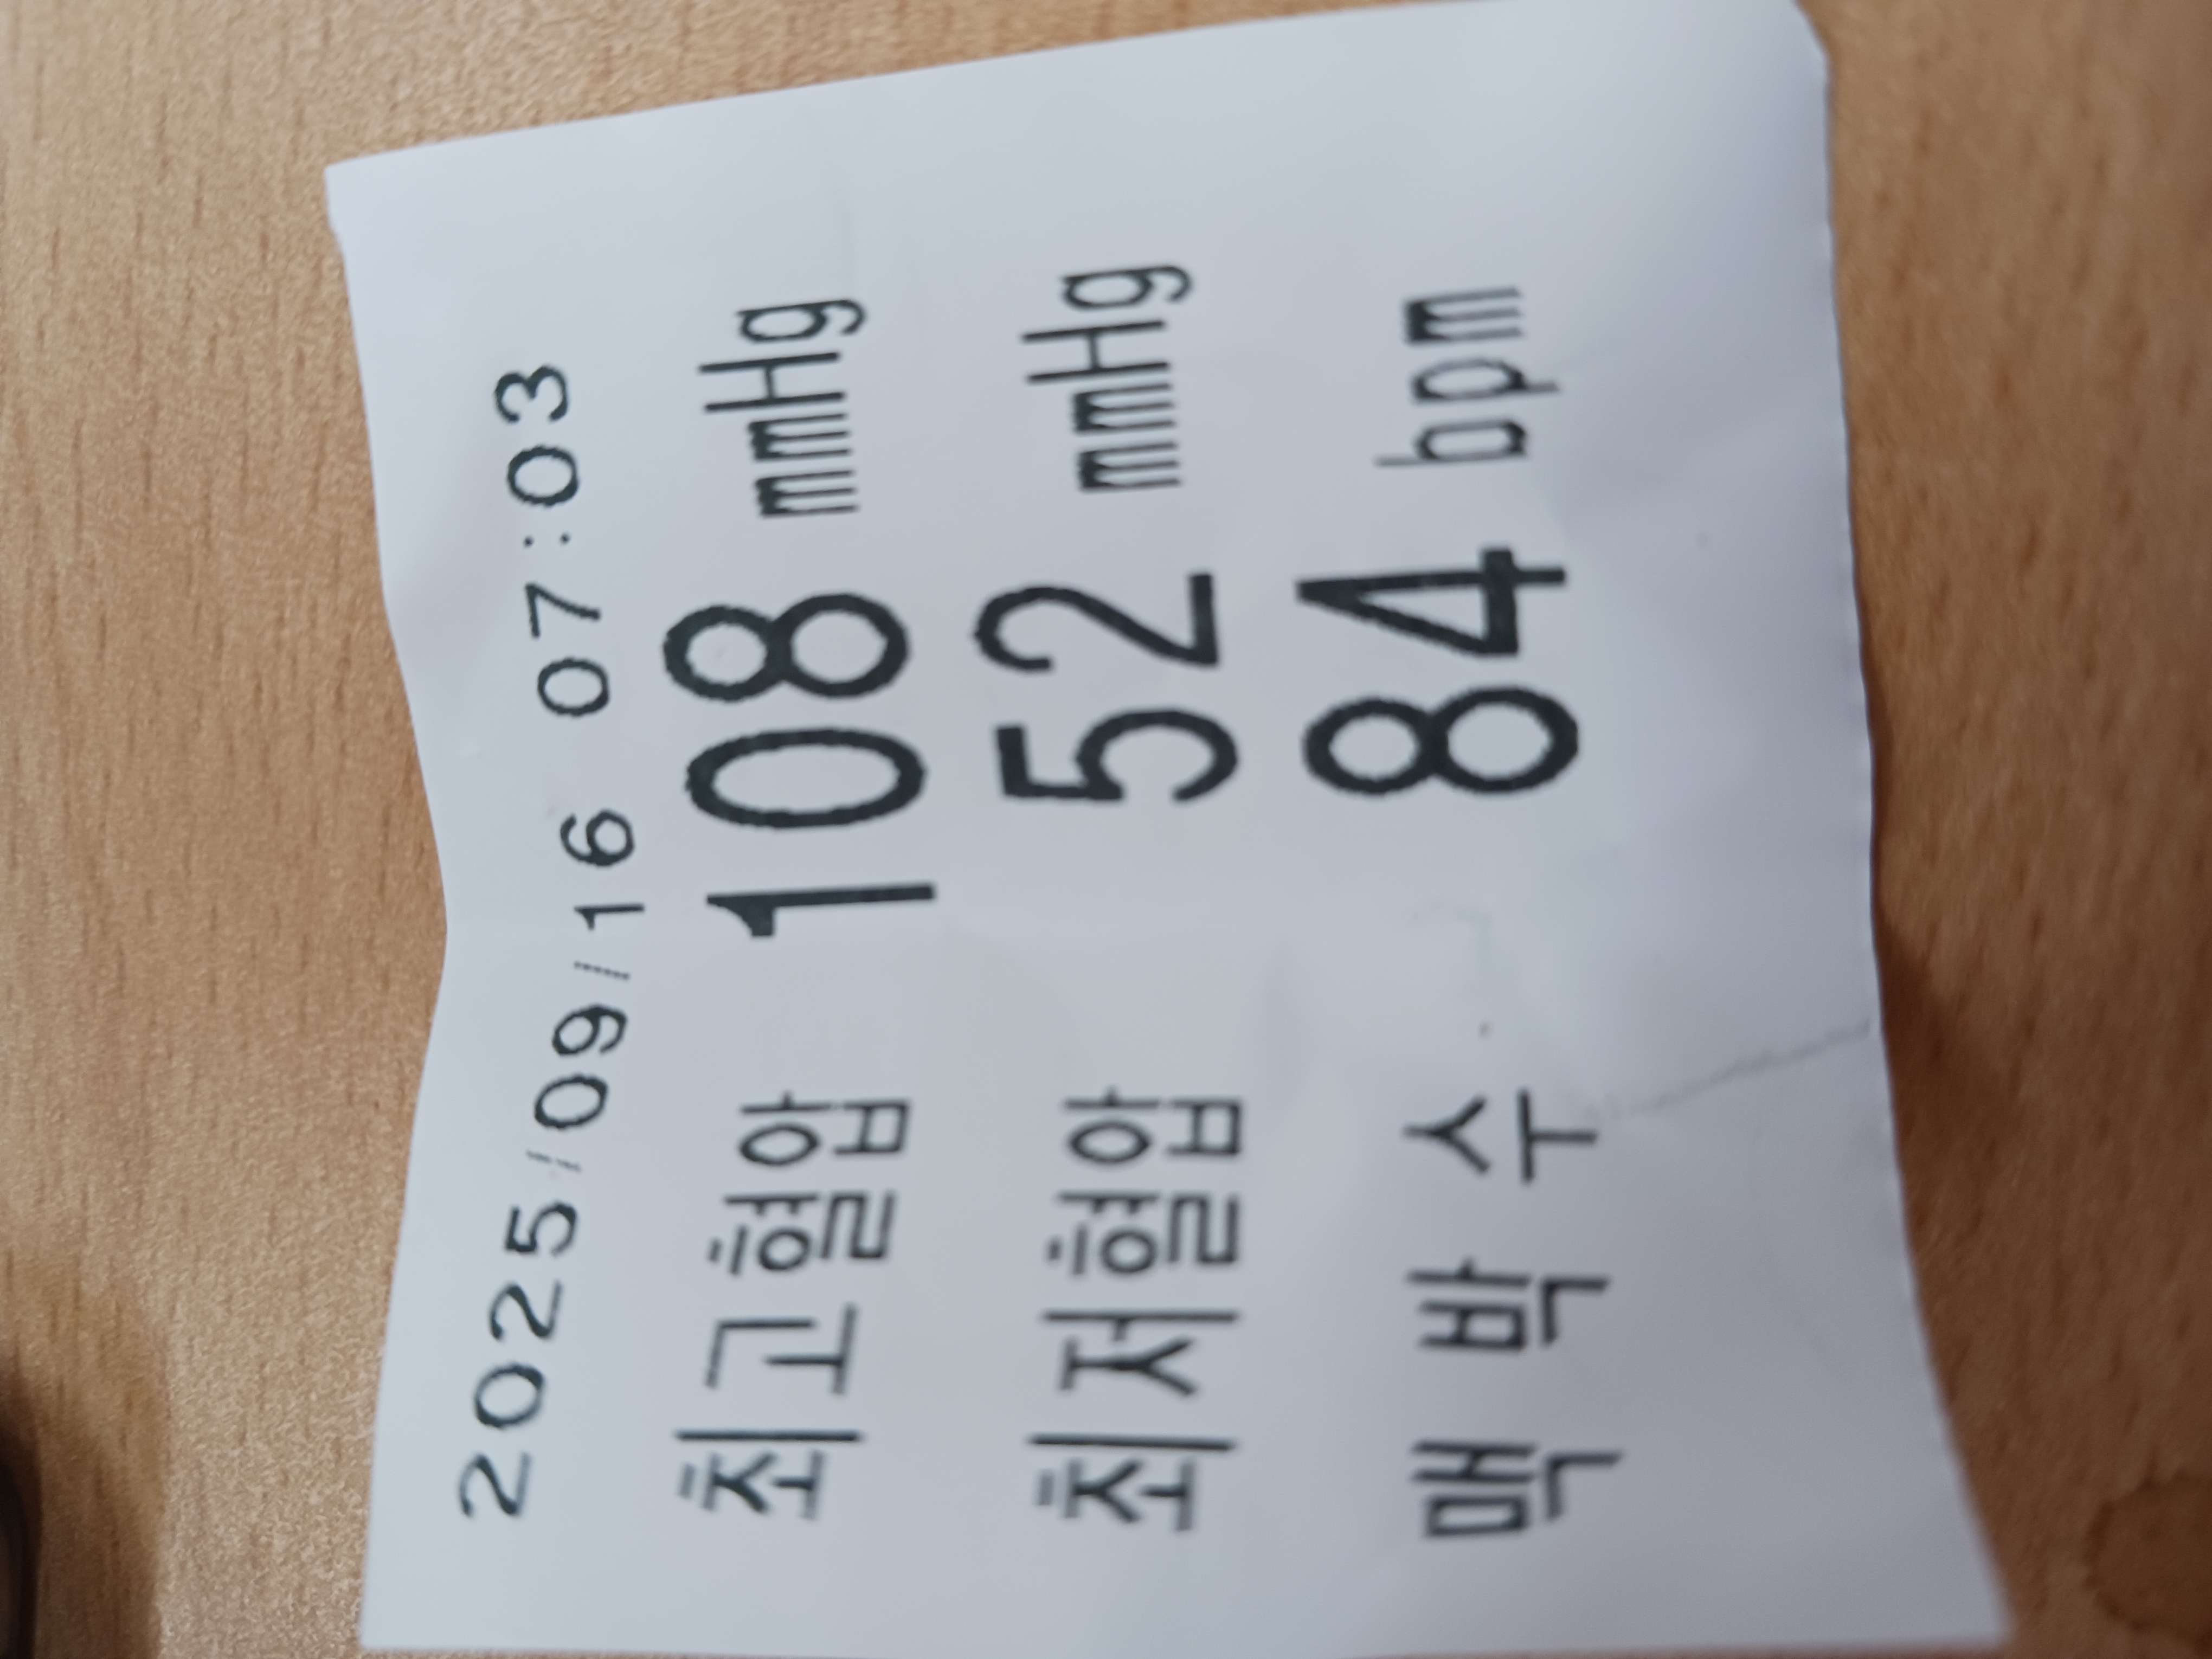 2025/09/16 07:03
최고혈압 108 mmHg
최저혈압 52 mmHg
맥 박 수 84 bpm